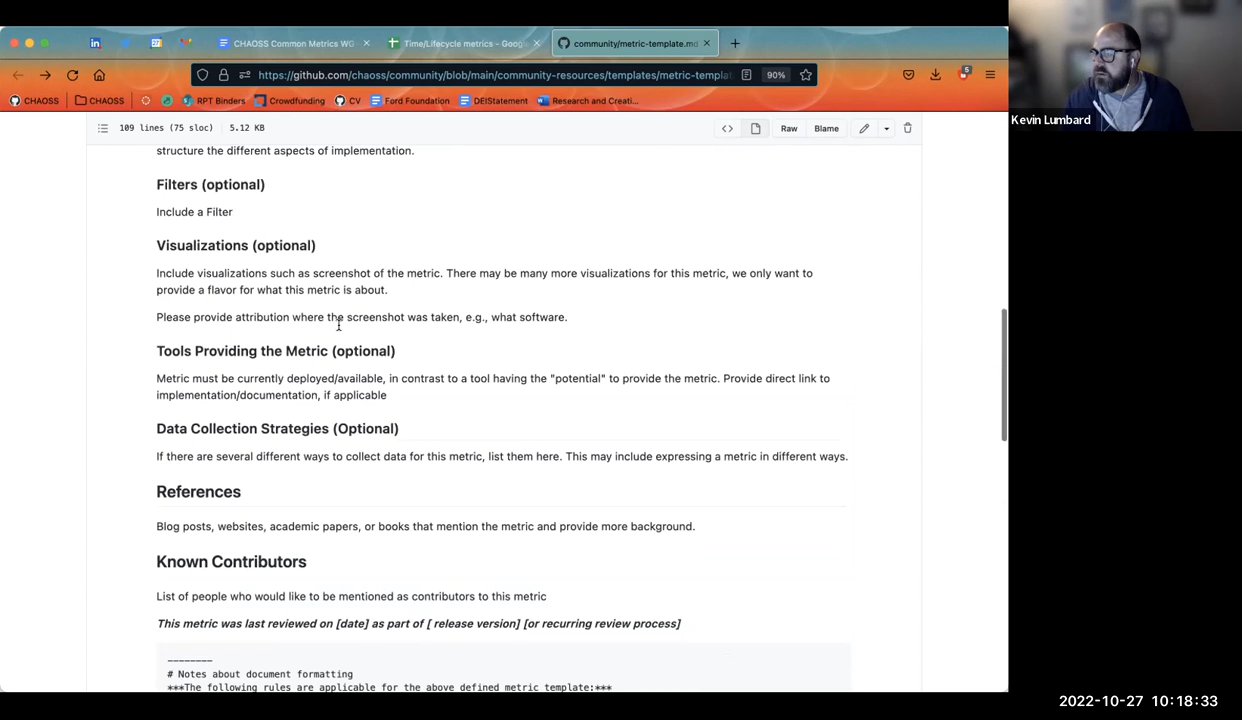 CHAOSS Common Metrics WG
Time/Lifecycle metrics - Goog
community/metric-template.md
https://github.com/chaoss/community/blob/main/community-resources/templates/metric-templat
90%
5
CHAOSS
CHAOSS
RPT Binders
Crowdfunding
CV
Ford Foundation
DEIStatement
Research and Creati...
Kevin Lumbard
109 lines (75 sloc)
5.12 KB
Raw
Blame
structure the different aspects of implementation.
Filters (optional)
Include a Filter
Visualizations (optional)
Include visualizations such as screenshot of the metric. There may be many more visualizations for this metric, we only want to
provide a flavor for what this metric is about.
Please provide attribution where the screenshot was taken, e.g., what software.
Tools Providing the Metric (optional)
Metric must be currently deployed/available, in contrast to a tool having the "potential" to provide the metric. Provide direct link to
implementation/documentation, if applicable
Data Collection Strategies (Optional)
If there are several different ways to collect data for this metric, list them here. This may include expressing a metric in different ways.
References
Blog posts, websites, academic papers, or books that mention the metric and provide more background.
Known Contributors
List of people who would like to be mentioned as contributors to this metric
This metric was last reviewed on [date] as part of [ release version] [or recurring review process]
--------
# Notes about document formatting
***The following rules are applicable for the above defined metric template:***
2022-10-27 10:18:33